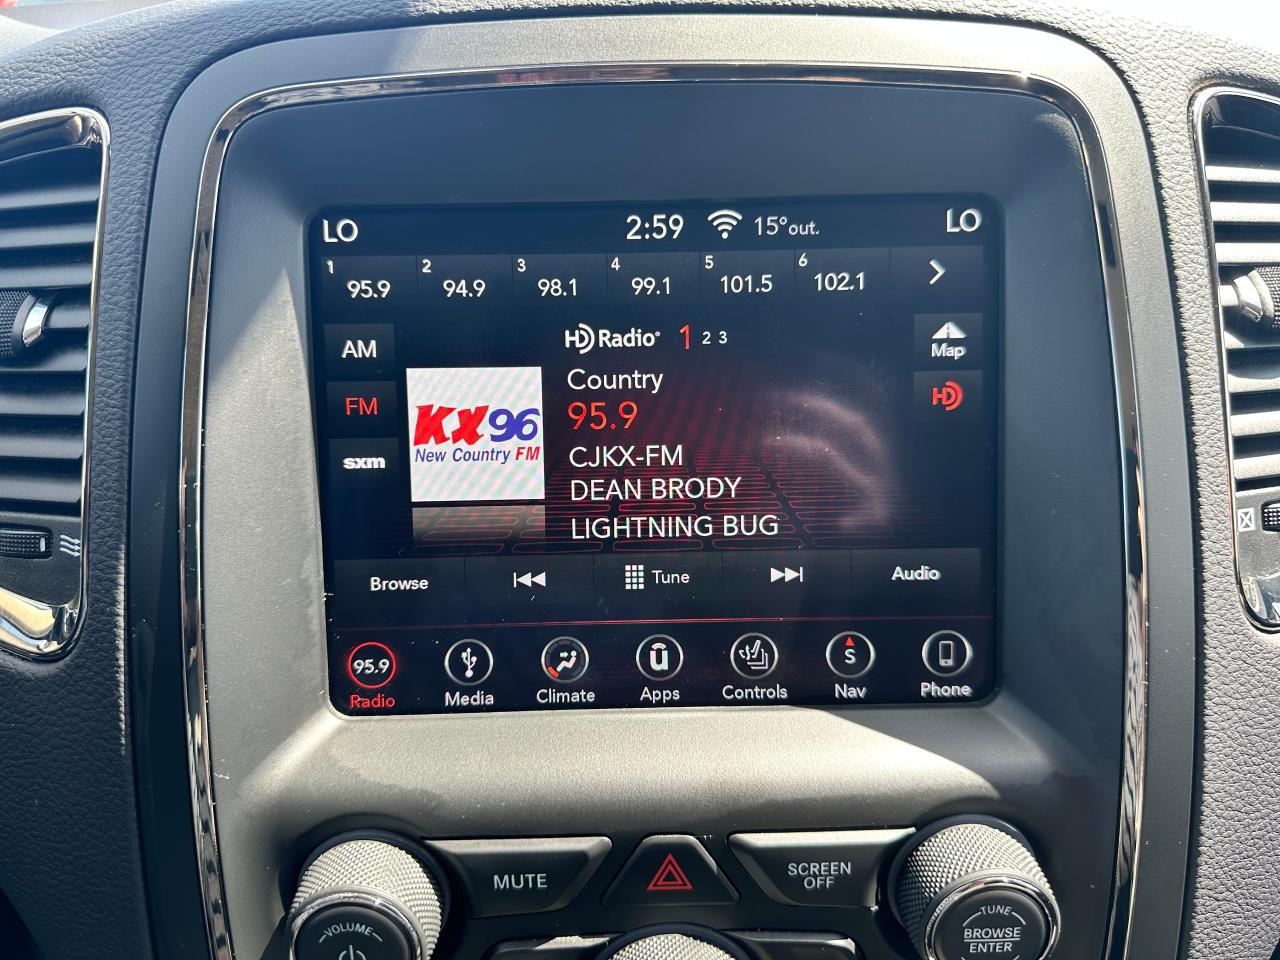 LO 2:59 15° out. LO
1 95.9 2 94.9 3 98.1 4 99.1 5 101.5 6 102.1
AM
HD Radio 1 2 3
Map
Country
FM
95.9
HD
KX96
New Country FM
sxm
CJKX-FM
DEAN BRODY
LIGHTNING BUG
Browse Tune Audio
95.9 S
Radio Media Climate Apps Controls Nav Phone
MUTE
SCREEN
OFF
VOLUME
TUNE
BROWSE
ENTER